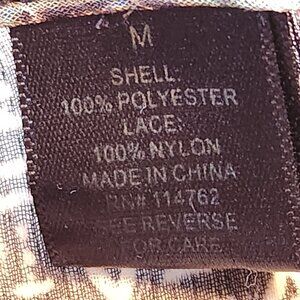 M
SHELL:
100% POLYESTER
LACE:
100% NYLON
MADE IN CHINA
RN# 114762
SEE REVERSE
FOR CARE